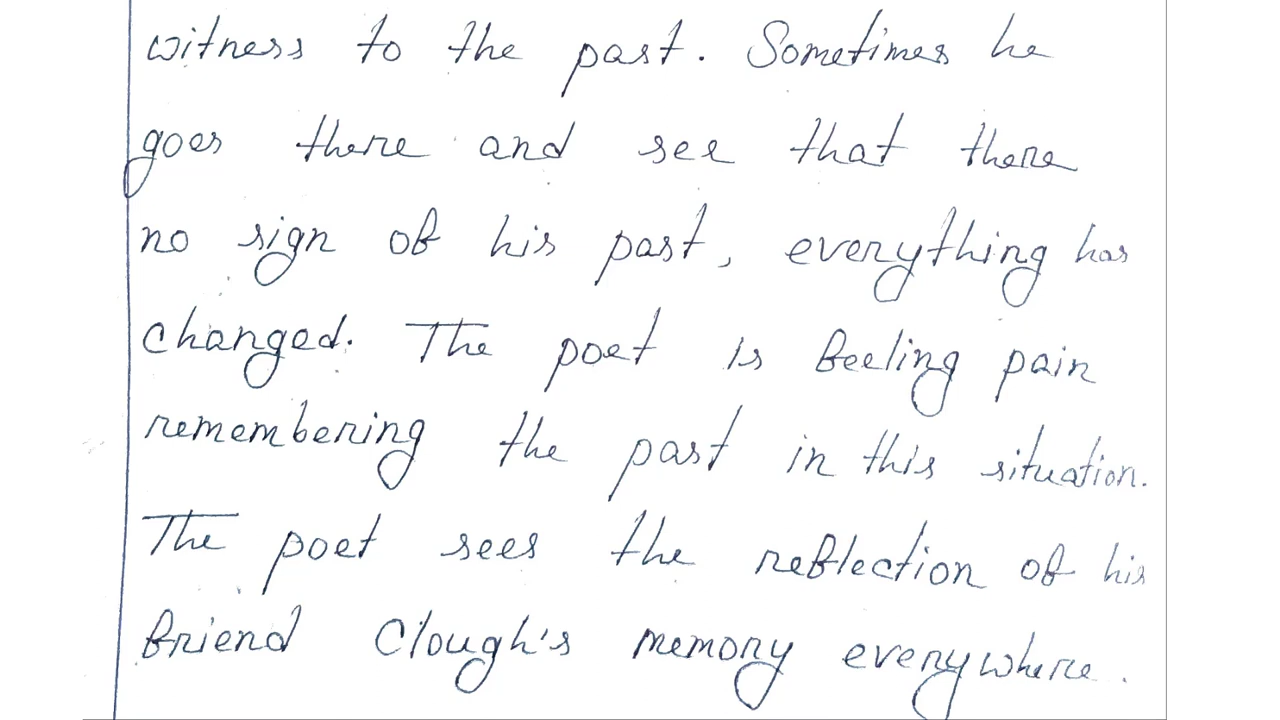 witness to the past. Sometimes he
goes there and see that there
no sign of his past, everything has
changed. The poet is feeling pain
remembering the past in this situation.
The poet sees the reflection of his
friend Clough's memory everywhere.